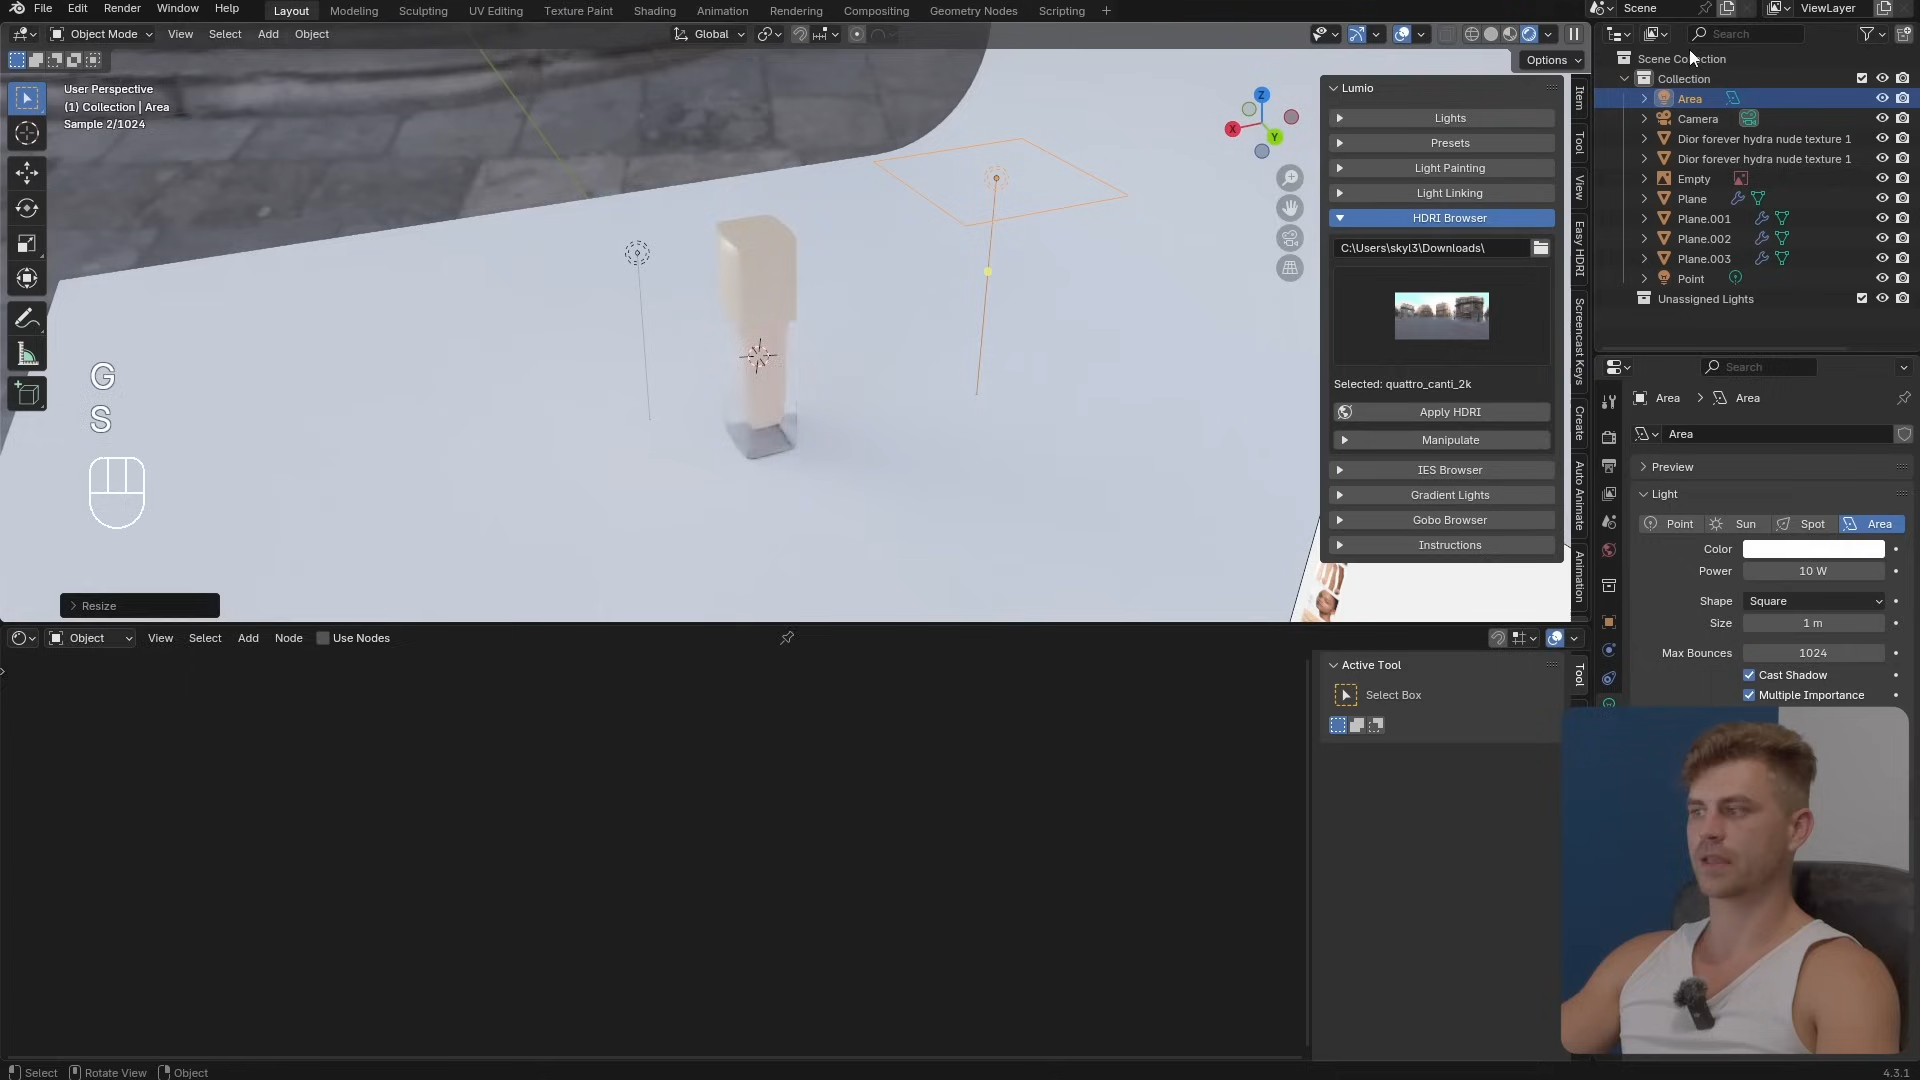 File Edit Render Window Help Layout Modeling Sculpting UV Editing Texture Paint Shading Animation Rendering Compositing Geometry Nodes Scripting + Scene ViewLayer
Object Mode View Select Add Object Global Search
Options
User Perspective
(1) Collection | Area
Sample 2/1024
G
S
Resize
X
Y
Z
Lumio
Lights
Presets
Light Painting
Light Linking
HDRI Browser
C:\Users\skyl3\Downloads\
Selected: quattro_canti_2k
Apply HDRI
Manipulate
IES Browser
Gradient Lights
Gobo Browser
Instructions
Item
Tool
View
Easy HDRI
Screencast Keys
Create
Auto Animate
Animation
Scene Collection
Collection
Area
Camera
Dior forever hydra nude texture 1
Dior forever hydra nude texture 1
Empty
Plane
Plane.001
Plane.002
Plane.003
Point
Unassigned Lights
Search
Area > Area
Area
Preview
Light
Point Sun Spot Area
Color
Power 10 W
Shape Square
Size 1 m
Max Bounces 1024
Cast Shadow
Multiple Importance
Object View Select Add Node Use Nodes
Active Tool
Select Box
Tool
Select Rotate View Object 4.3.1